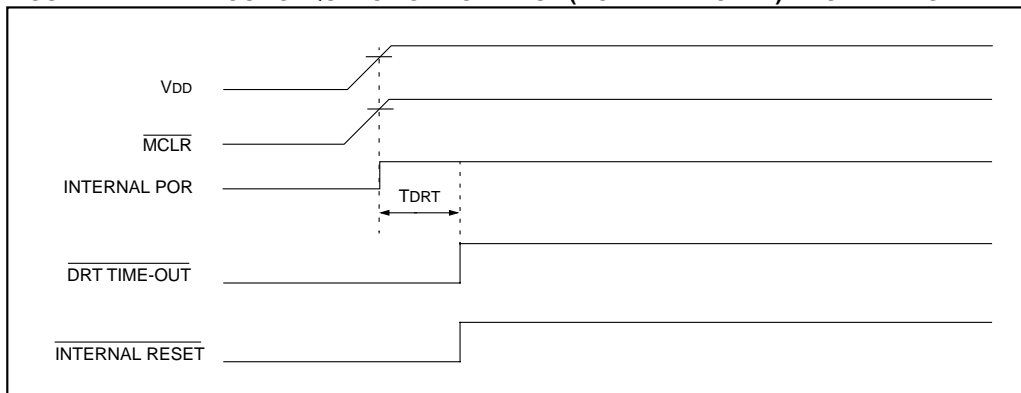 VDD
MCLR
INTERNAL POR
TDRT
DRT TIME-OUT
INTERNAL RESET